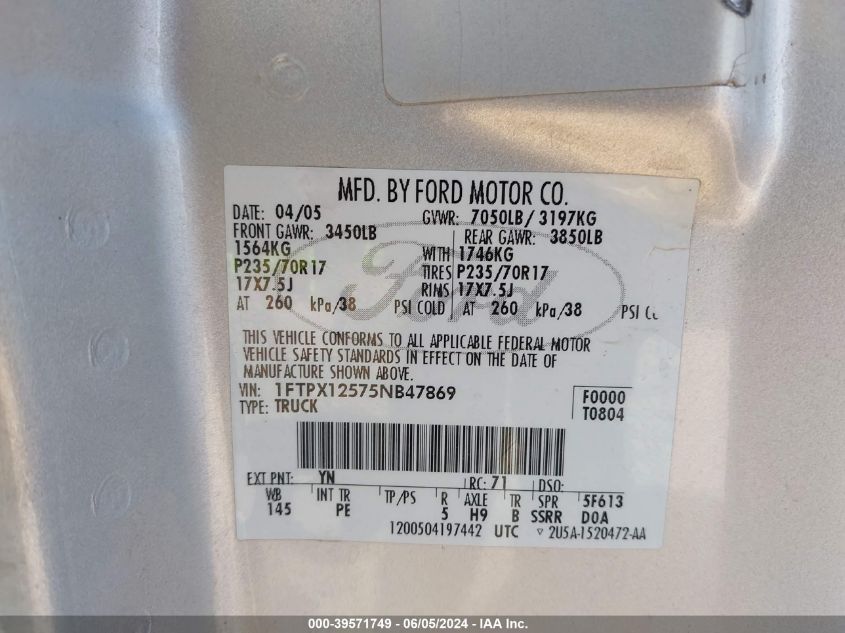 MFD. BY FORD MOTOR CO.
DATE: 04/05 GVWR: 7050LB/ 3197KG
FRONT GAWR: 3450LB REAR GAWR: 3850LB
1564KG WITH 1746KG
P235/70R17 TIRES P235/70R17
17X7.5J RIMS 17X7.5J
AT 260 kPa/38 PSI COLD AT 260 kPa/38 PSI
Ford
THIS VEHICLE CONFORMS TO ALL APPLICABLE FEDERAL MOTOR
VEHICLE SAFETY STANDARDS IN EFFECT ON THE DATE OF
MANUFACTURE SHOWN ABOVE.
VIN: 1FTPX12575NB47869 F0000
TYPE: TRUCK T0804
EXT PNT: YN RC: 71 DSO:
WB INT TR TP/PS R AXLE TR SPR 5F613
145 PE 5 H9 B SSRR DOA
1200504197442 UTC ▽ 2U5A-1520472-AA
000-39571749 - 06/05/2024 - IAA Inc.